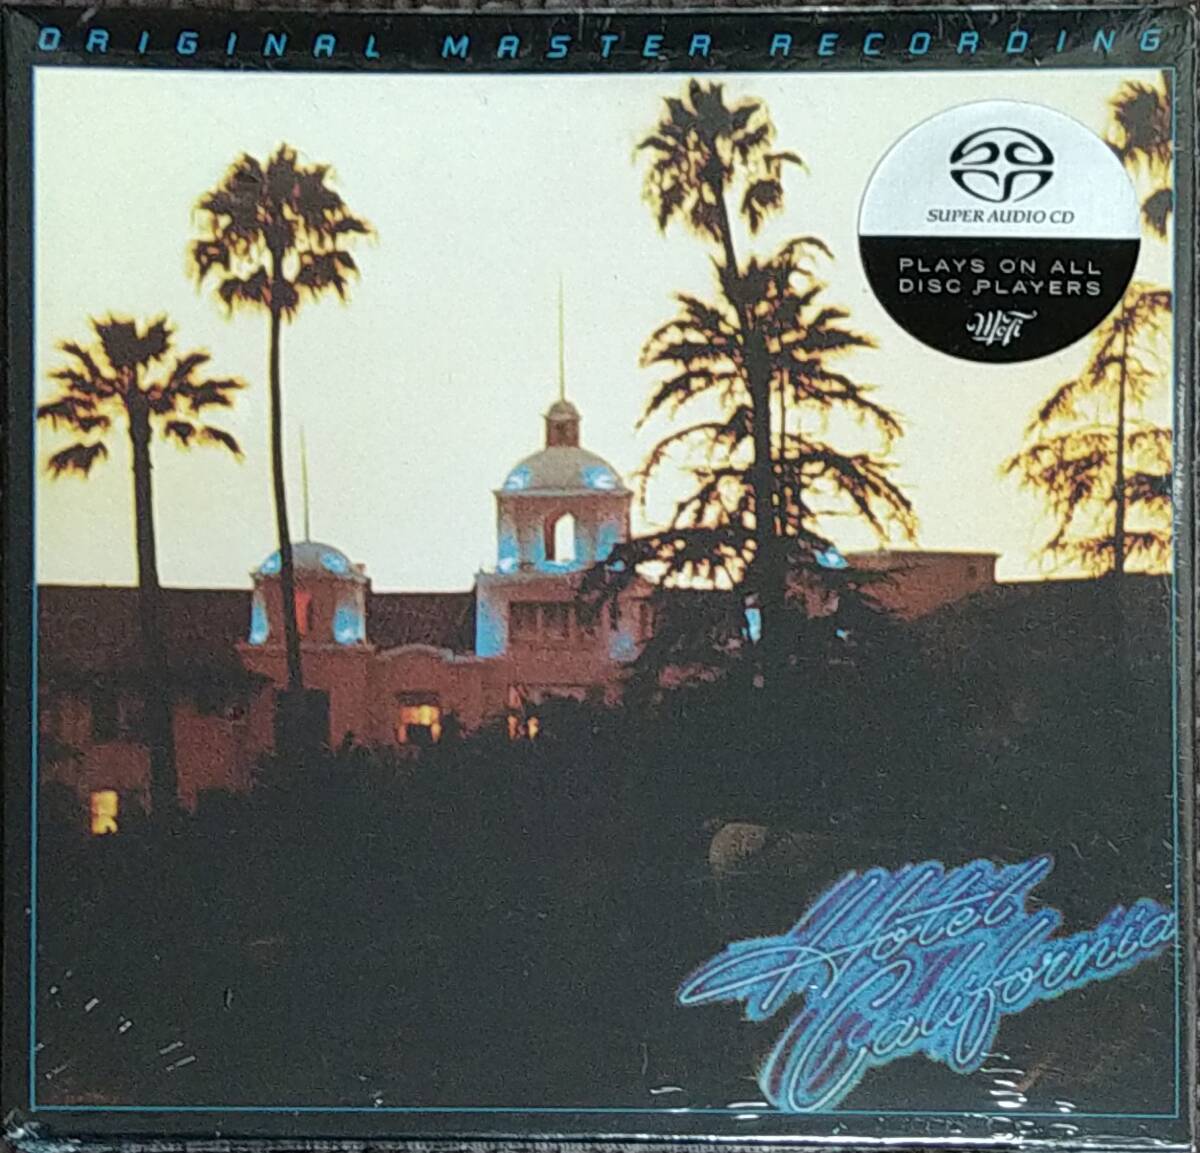 ORIGINAL MASTER RECORDING
SUPER AUDIO CD
PLAYS ON ALL
DISC PLAYERS
MoFi
Hotel
California